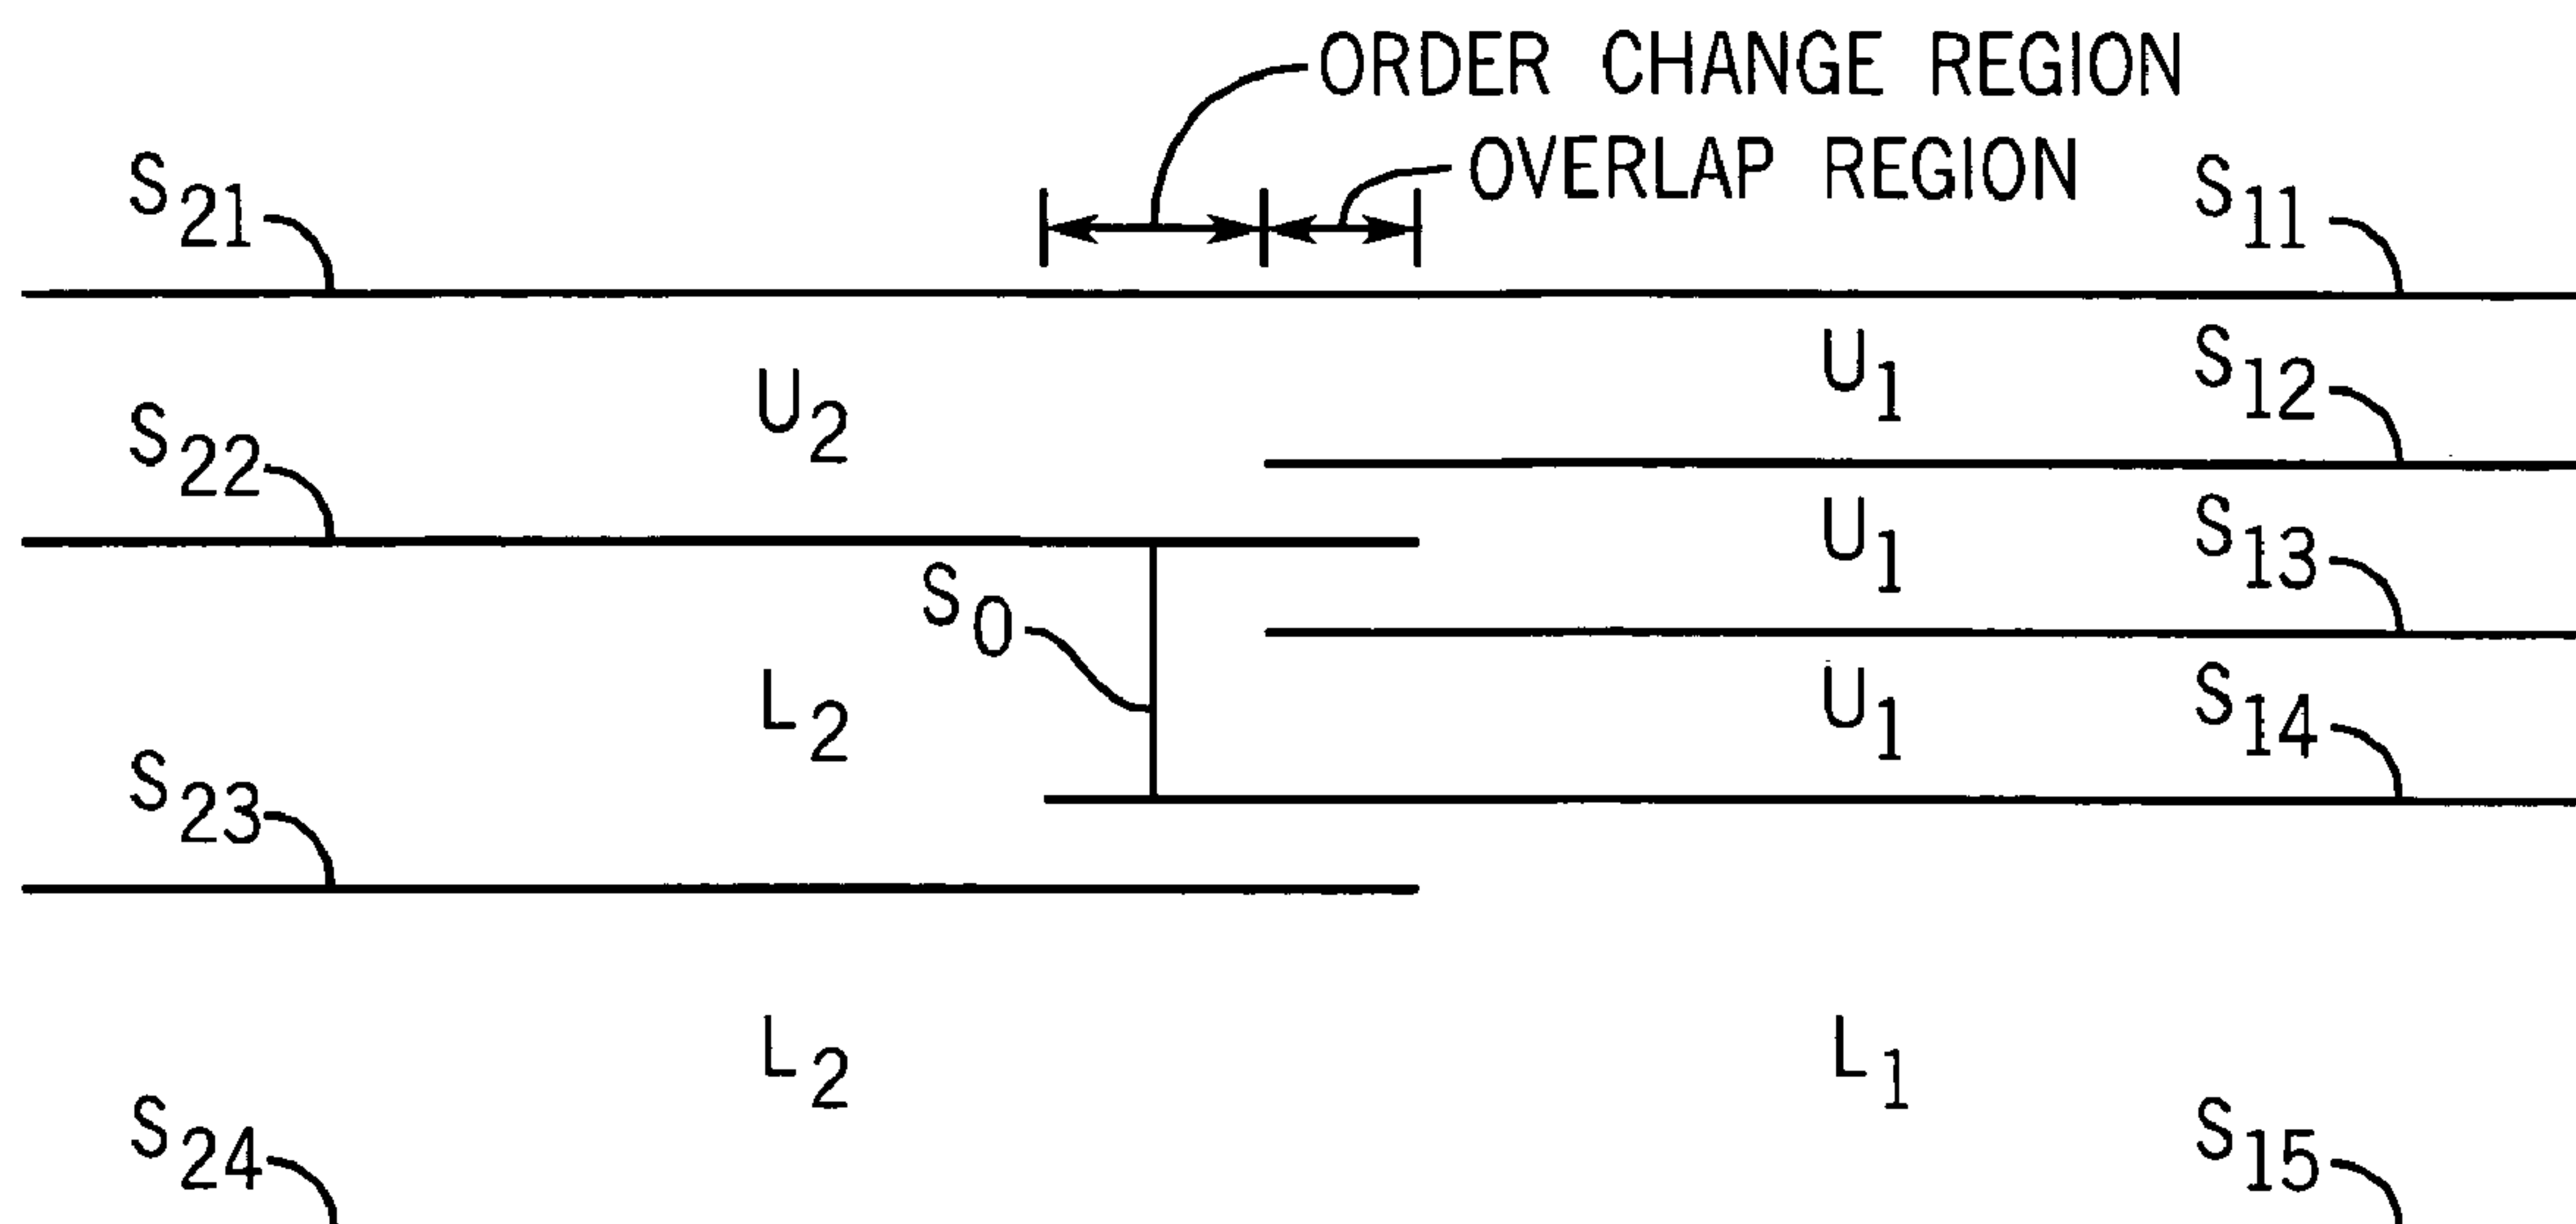 ORDER CHANGE REGION
OVERLAP REGION
S21
S11
U1
S12
U2
S22
U1
S13
S0
L2
U1
S14
S23
L2
L1
S24
S15